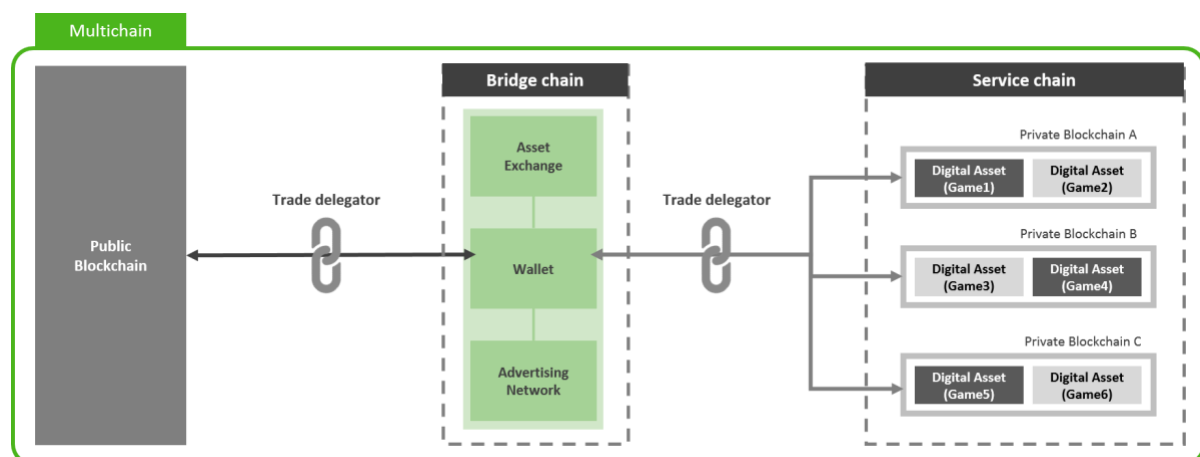 Multichain
Public
Blockchain
Trade delegator
Bridge chain
Asset
Exchange
Wallet
Advertising
Network
Trade delegator
Service chain
Private Blockchain A
Digital Asset
(Game1)
Digital Asset
(Game2)
Private Blockchain B
Digital Asset
(Game3)
Digital Asset
(Game4)
Private Blockchain C
Digital Asset
(Game5)
Digital Asset
(Game6)